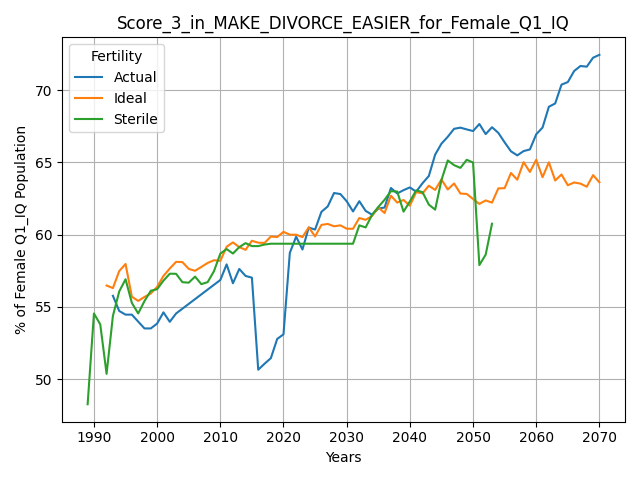 Score_3_in_MAKE_DIVORCE_EASIER_for_Female_Q1_IQ
Fertility
Actual
Ideal
Sterile
% of Female Q1_IQ Population
70
65
60
55
50
1990 2000 2010 2020 2030 2040 2050 2060 2070
Years